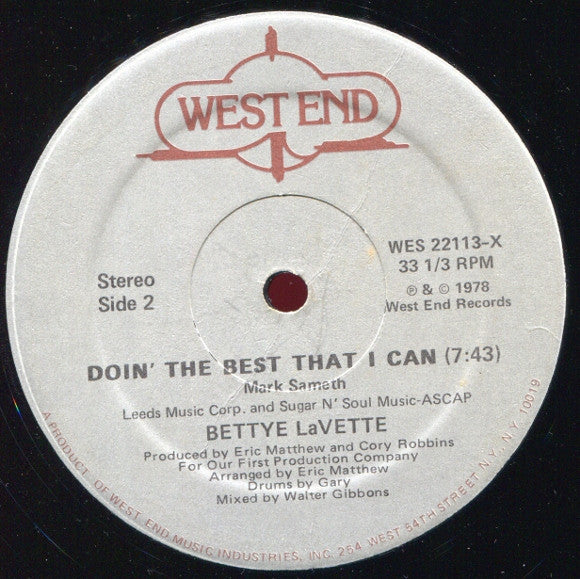 WEST END
Stereo
Side 2
WES 22113-X
33 1/3 RPM
℗ & © 1978
West End Records
DOIN' THE BEST THAT I CAN (7:43)
Mark Sameth
Leeds Music Corp. and Sugar N' Soul Music-ASCAP
BETTYE LaVETTE
Produced by Eric Matthew and Cory Robbins
For Our First Production Company
Arranged by Eric Matthew
Drums by Gary
Mixed by Walter Gibbons
A PRODUCT OF WEST END MUSIC INDUSTRIES, INC. 254 WEST 54TH STREET N.Y., N.Y. 10019